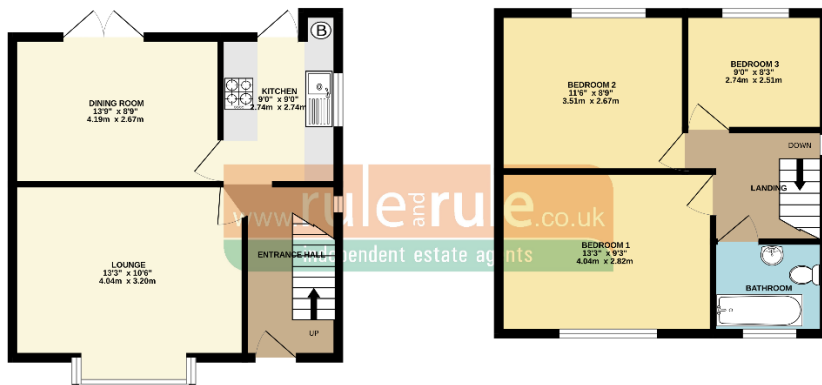 B
KITCHEN
9'0" x 9'0"
2.74m x 2.74m
DINING ROOM
13'9" x 8'9"
4.19m x 2.67m
LOUNGE
13'3" x 10'6"
4.04m x 3.20m
ENTRANCE HALL
UP
BEDROOM 2
11'6" x 8'9"
3.51m x 2.67m
BEDROOM 3
9'0" x 8'3"
2.74m x 2.51m
DOWN
LANDING
BEDROOM 1
13'3" x 9'3"
4.04m x 2.82m
BATHROOM
www.ruleandrule.co.uk
independent estate agents